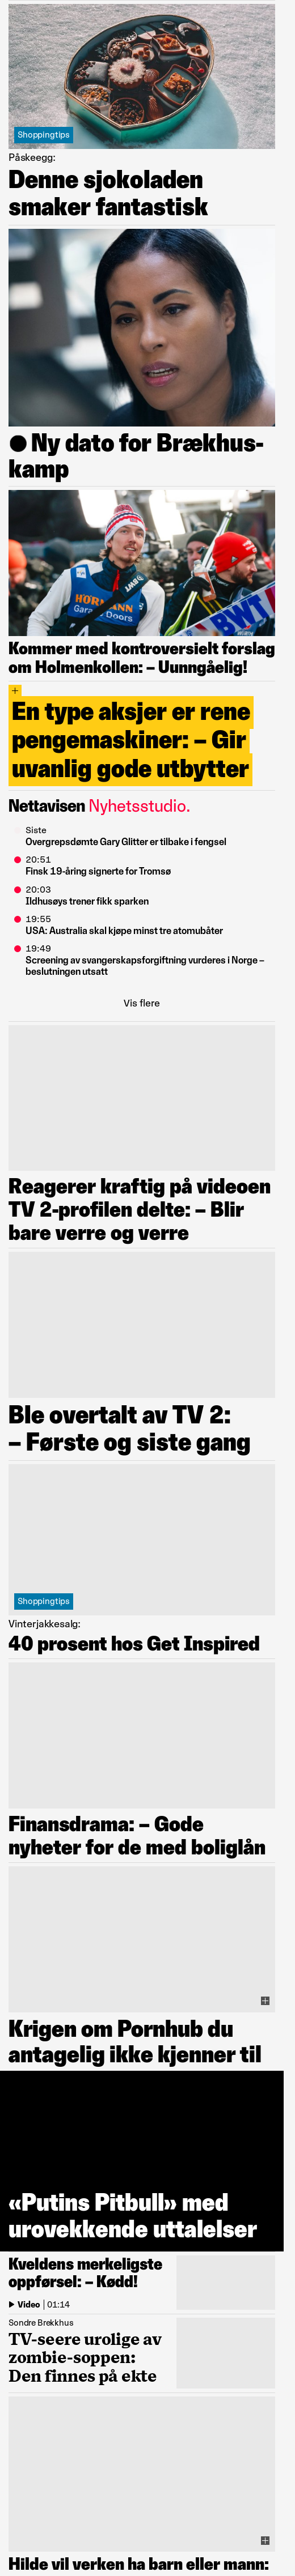 Shoppingtips
Påskeegg:
Denne sjokoladen
smaker fantastisk
Ny dato for Brækhus-
kamp
HÖRMANN
Garage Doors
BWT
Kommer med kontroversielt forslag
om Holmenkollen: – Uunngåelig!
+
En type aksjer er rene
pengemaskiner: – Gir
uvanlig gode utbytter
Nettavisen Nyhetsstudio.
Siste
Overgrepsdømte Gary Glitter er tilbake i fengsel
20:51
Finsk 19-åring signerte for Tromsø
20:03
Ildhusøys trener fikk sparken
19:55
USA: Australia skal kjøpe minst tre atomubåter
19:49
Screening av svangerskapsforgiftning vurderes i Norge –
beslutningen utsatt
Vis flere
Reagerer kraftig på videoen
TV 2-profilen delte: – Blir
bare verre og verre
Ble overtalt av TV 2:
– Første og siste gang
Shoppingtips
Vinterjakkesalg:
40 prosent hos Get Inspired
Finansdrama: – Gode
nyheter for de med boliglån
Krigen om Pornhub du
antagelig ikke kjenner til
«Putins Pitbull» med
urovekkende uttalelser
Kveldens merkeligste
oppførsel: – Kødd!
Video 01:14
Sondre Brekkhus
TV-seere urolige av
zombie-soppen:
Den finnes på ekte
Hilde vil verken ha barn eller mann: